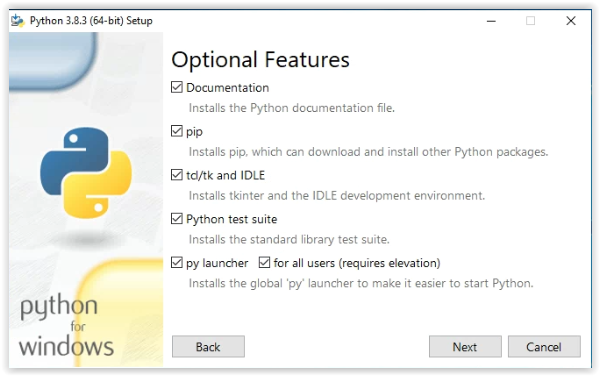 Python 3.8.3 (64-bit) Setup
Optional Features
Documentation
Installs the Python documentation file.
pip
Installs pip, which can download and install other Python packages.
td/tk and IDLE
Installs tkinter and the IDLE development environment.
Python test suite
Installs the standard library test suite.
py launcher for all users (requires elevation)
Installs the global 'py' launcher to make it easier to start Python.
python
for
windows
Back Next Cancel